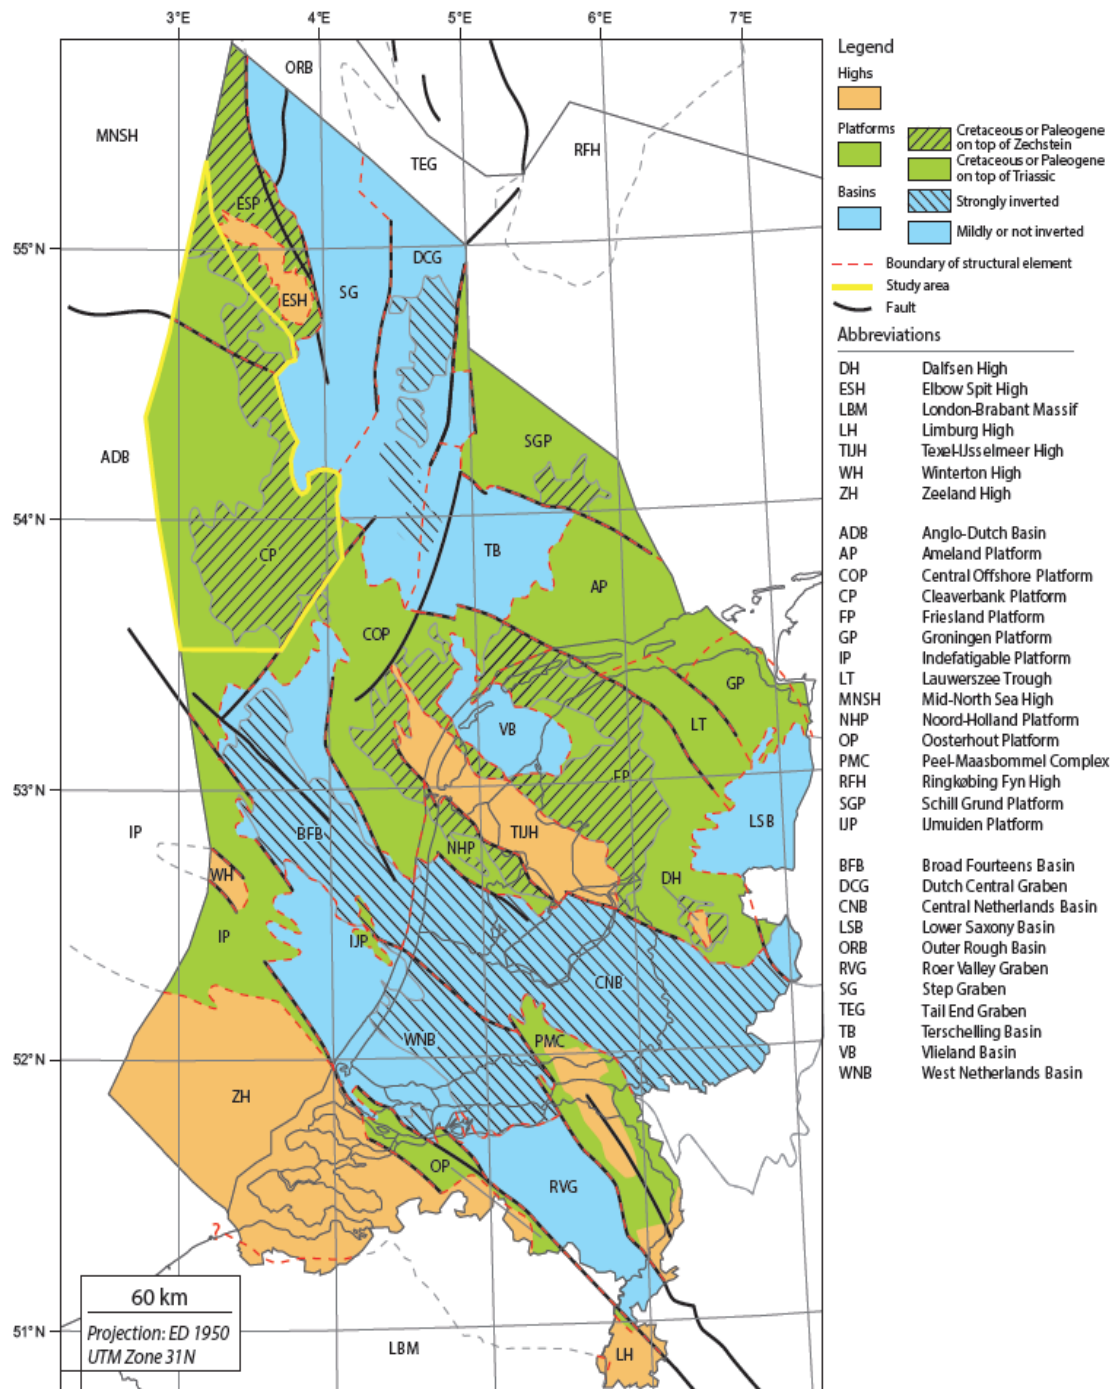 3°E 4°E 5°E 6°E 7°E
ORB
MNSH
TEG
RFH
ESP
55°N
DCG
SG
ESH
SGP
ADB
54°N
TB
CP
AP
COP
GP
LT
VB
FP
53°N
LSB
IP
BFB
TIJH
NHP
WH
DH
IP
IJP
CNB
WNB
PMC
52°N
ZH
OP
RVG
?
60 km
Projection: ED 1950
UTM Zone 31N
51°N
LBM
LH
Legend
Highs
Platforms
Cretaceous or Paleogene
on top of Zechstein
Cretaceous or Paleogene
on top of Triassic
Basins
Strongly inverted
Mildly or not inverted
Boundary of structural element
Study area
Fault
Abbreviations
DH Dalfsen High
ESH Elbow Spit High
LBM London-Brabant Massif
LH Limburg High
TIJH Texel-IJsselmeer High
WH Winterton High
ZH Zeeland High
ADB Anglo-Dutch Basin
AP Ameland Platform
COP Central Offshore Platform
CP Cleaverbank Platform
FP Friesland Platform
GP Groningen Platform
IP Indefatigable Platform
LT Lauwerszee Trough
MNSH Mid-North Sea High
NHP Noord-Holland Platform
OP Oosterhout Platform
PMC Peel-Maasbommel Complex
RFH Ringkøbing Fyn High
SGP Schill Grund Platform
IJP IJmuiden Platform
BFB Broad Fourteens Basin
DCG Dutch Central Graben
CNB Central Netherlands Basin
LSB Lower Saxony Basin
ORB Outer Rough Basin
RVG Roer Valley Graben
SG Step Graben
TEG Tail End Graben
TB Terschelling Basin
VB Vlieland Basin
WNB West Netherlands Basin